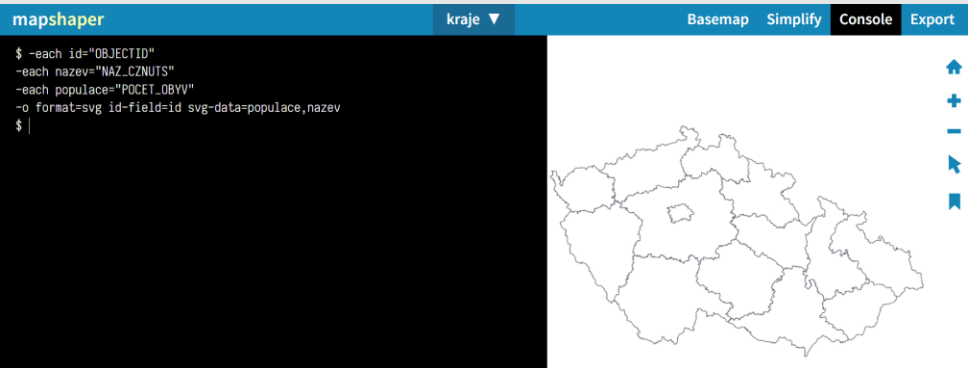 mapshaper
kraje ▼
Basemap Simplify Console Export
$ -each id="OBJECTID"
-each nazev="NAZ_CZNUTS"
-each populace="POCET_OBYV"
-o format=svg id-field=id svg-data=populace,nazev
$